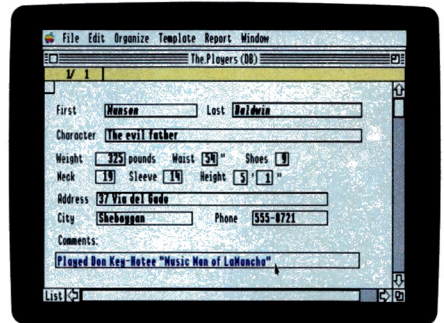 File Edit Organize Template Report Window
The.Players (DB)
1/ 1
First Hunson Last Baldwin
Character The evil father
Weight 325 pounds Waist 54 " Shoes 9
Neck 19 Sleeve 14 Height 5 ' 1 "
Address 37 Via del Gado
City Sheboygan Phone 555-8721
Comments:
Played Don Key-Hotee "Music Man of LaMancha"
List